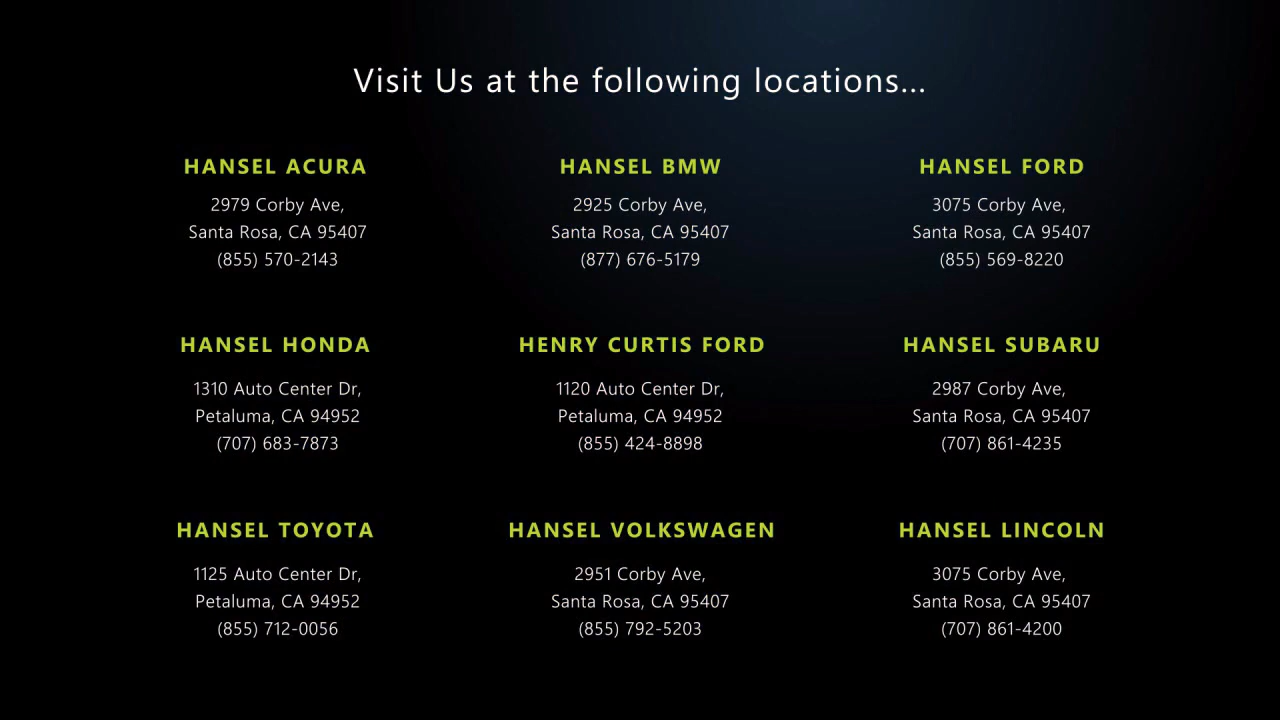 Visit Us at the following locations...
HANSEL ACURA
2979 Corby Ave,
Santa Rosa, CA 95407
(855) 570-2143
HANSEL BMW
2925 Corby Ave,
Santa Rosa, CA 95407
(877) 676-5179
HANSEL FORD
3075 Corby Ave,
Santa Rosa, CA 95407
(855) 569-8220
HANSEL HONDA
1310 Auto Center Dr,
Petaluma, CA 94952
(707) 683-7873
HENRY CURTIS FORD
1120 Auto Center Dr,
Petaluma, CA 94952
(855) 424-8898
HANSEL SUBARU
2987 Corby Ave,
Santa Rosa, CA 95407
(707) 861-4235
HANSEL TOYOTA
1125 Auto Center Dr,
Petaluma, CA 94952
(855) 712-0056
HANSEL VOLKSWAGEN
2951 Corby Ave,
Santa Rosa, CA 95407
(855) 792-5203
HANSEL LINCOLN
3075 Corby Ave,
Santa Rosa, CA 95407
(707) 861-4200